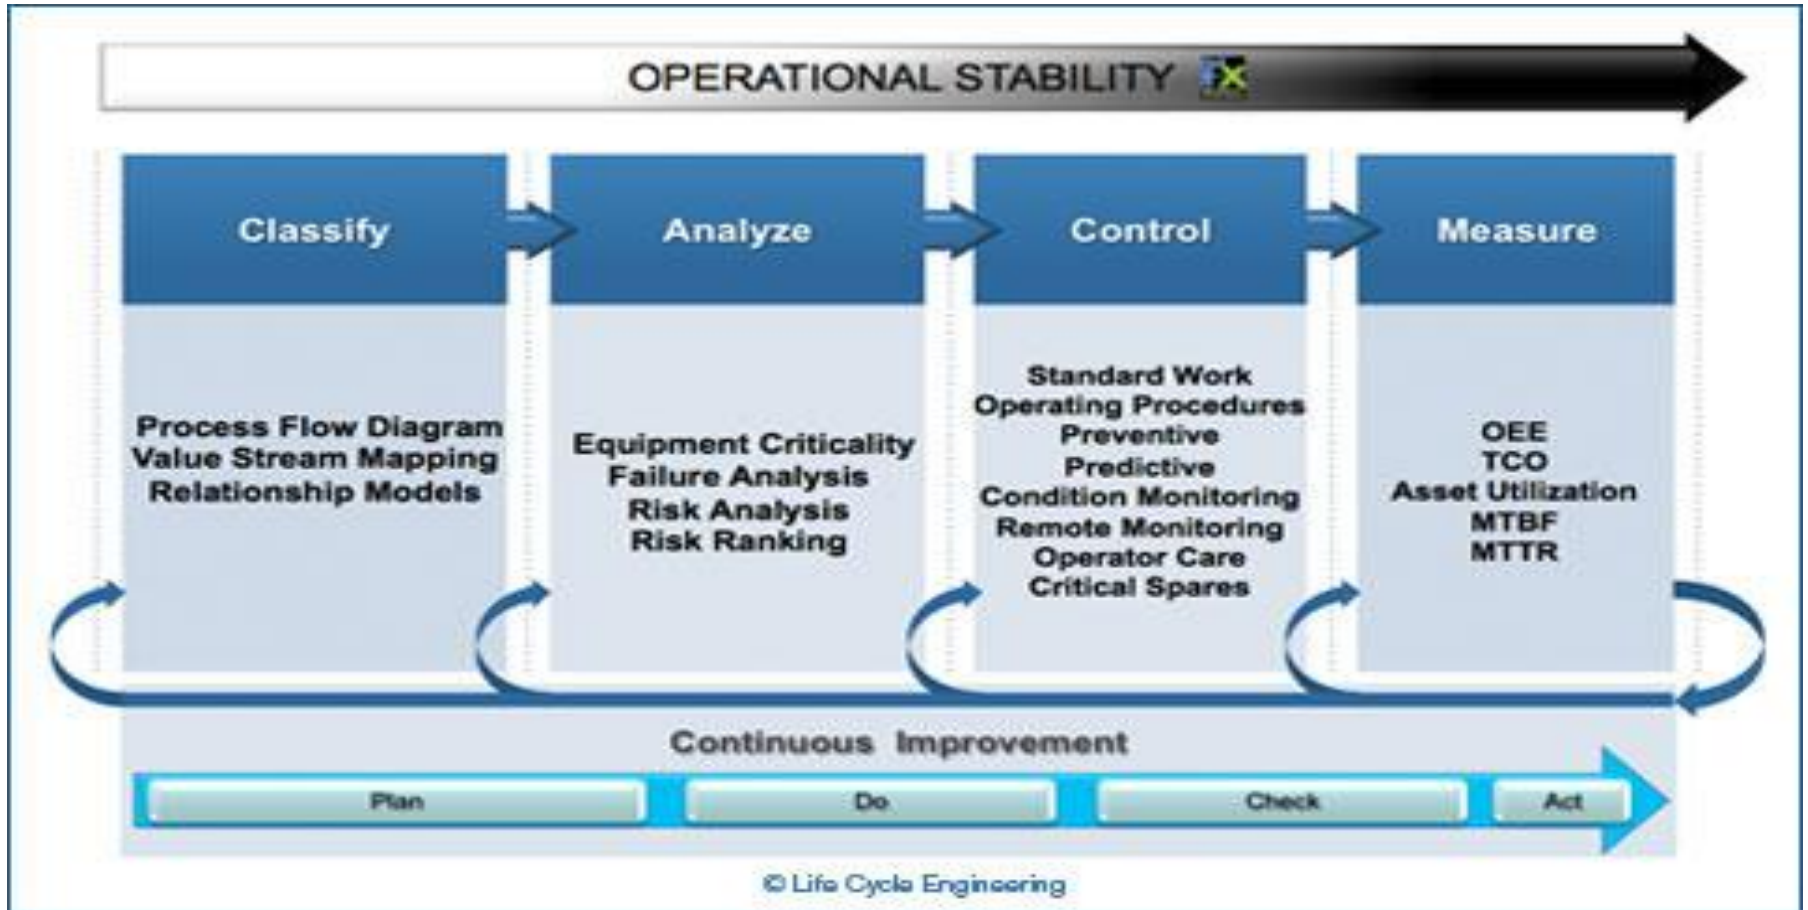 OPERATIONAL STABILITY
Classify
Analyze
Control
Measure
Process Flow Diagram
Value Stream Mapping
Relationship Models
Equipment Criticality
Failure Analysis
Risk Analysis
Risk Ranking
Standard Work
Operating Procedures
Preventive
Predictive
Condition Monitoring
Remote Monitoring
Operator Care
Critical Spares
OEE
TCO
Asset Utilization
MTBF
MTTR
Continuous Improvement
Plan
Do
Check
Act
© Life Cycle Engineering